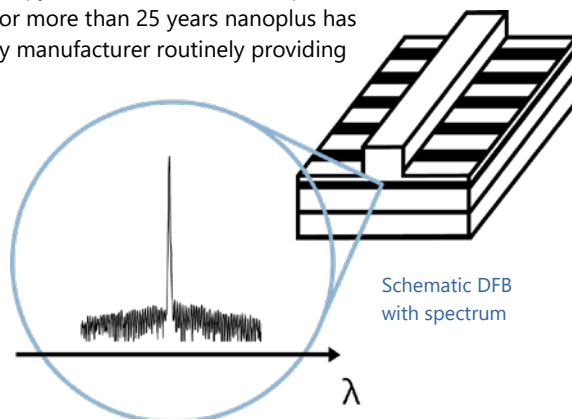 or more than 25 years nanoplus has
y manufacturer routinely providing
Schematic DFB
with spectrum
λ